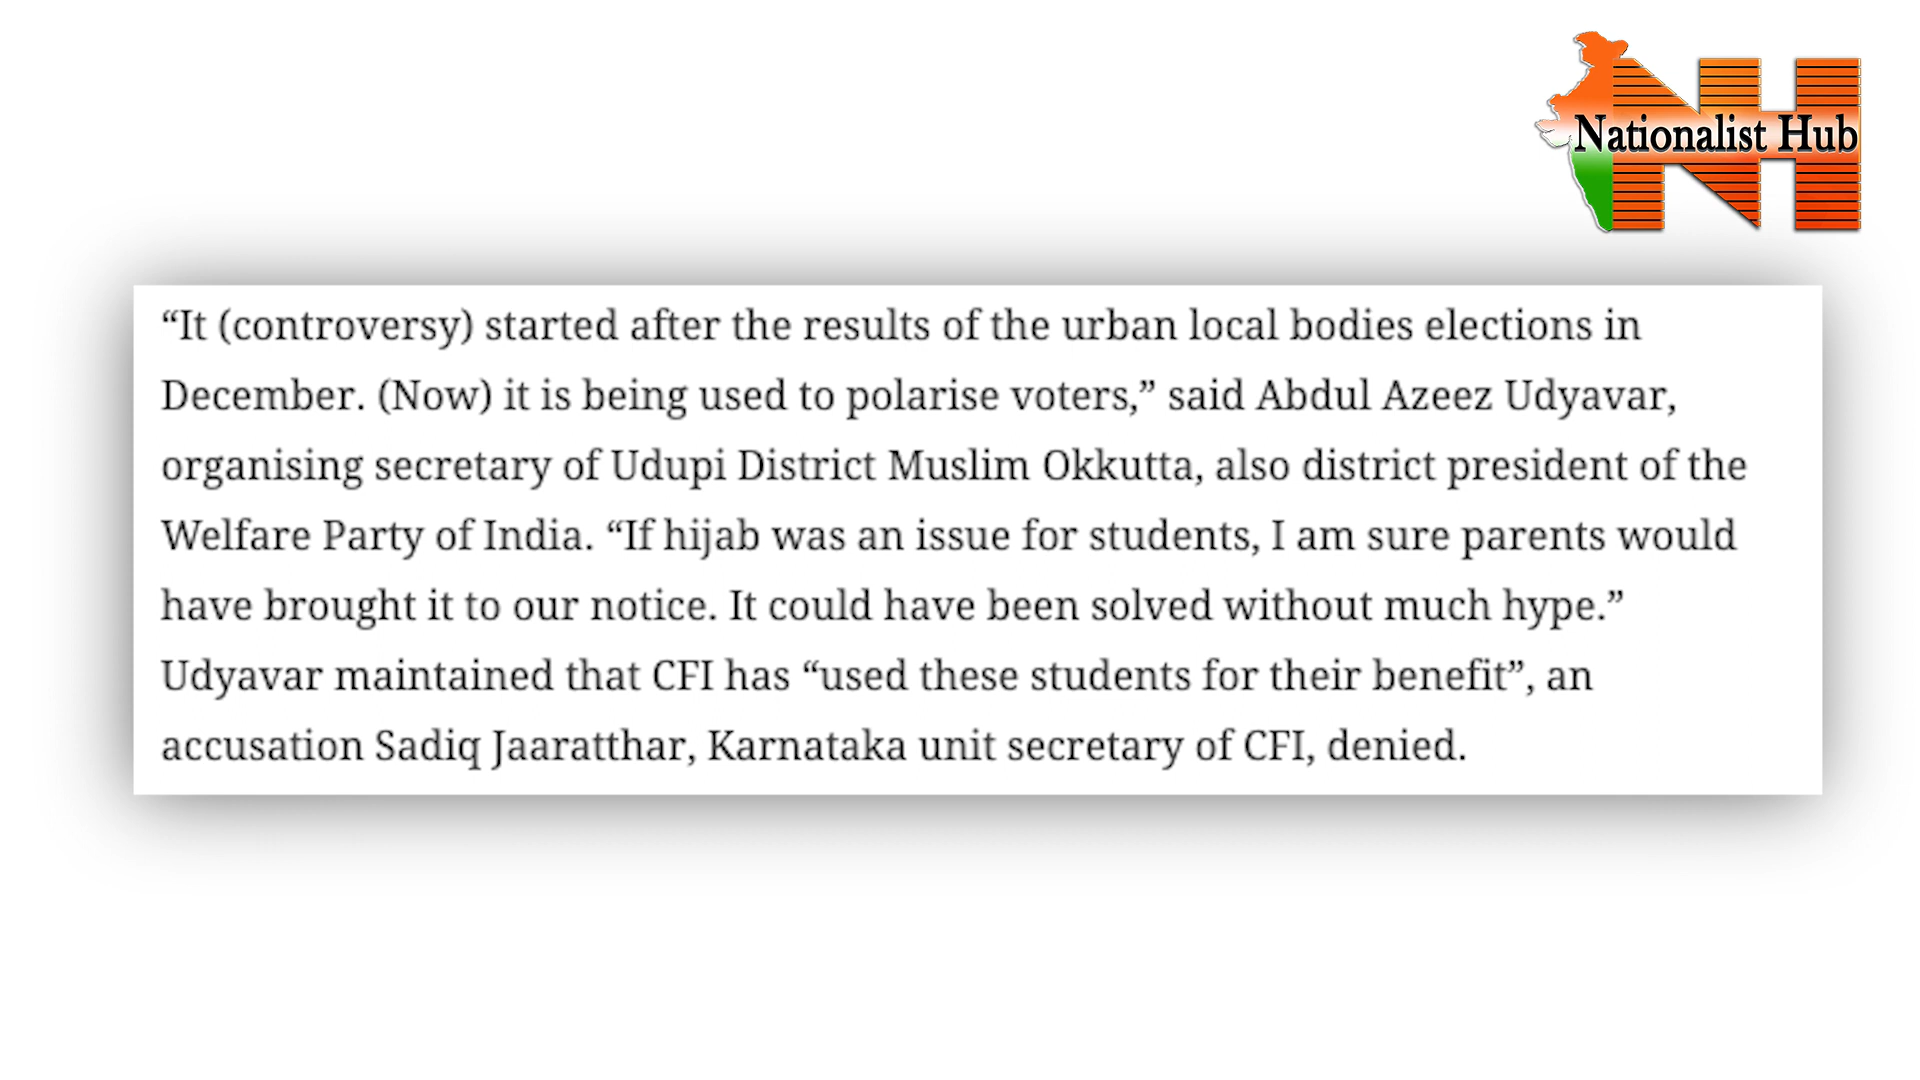 Nationalist Hub
“It (controversy) started after the results of the urban local bodies elections in
December. (Now) it is being used to polarise voters,” said Abdul Azeez Udyavar,
organising secretary of Udupi District Muslim Okkutta, also district president of the
Welfare Party of India. “If hijab was an issue for students, I am sure parents would
have brought it to our notice. It could have been solved without much hype.”
Udyavar maintained that CFI has “used these students for their benefit”, an
accusation Sadiq Jaaratthar, Karnataka unit secretary of CFI, denied.